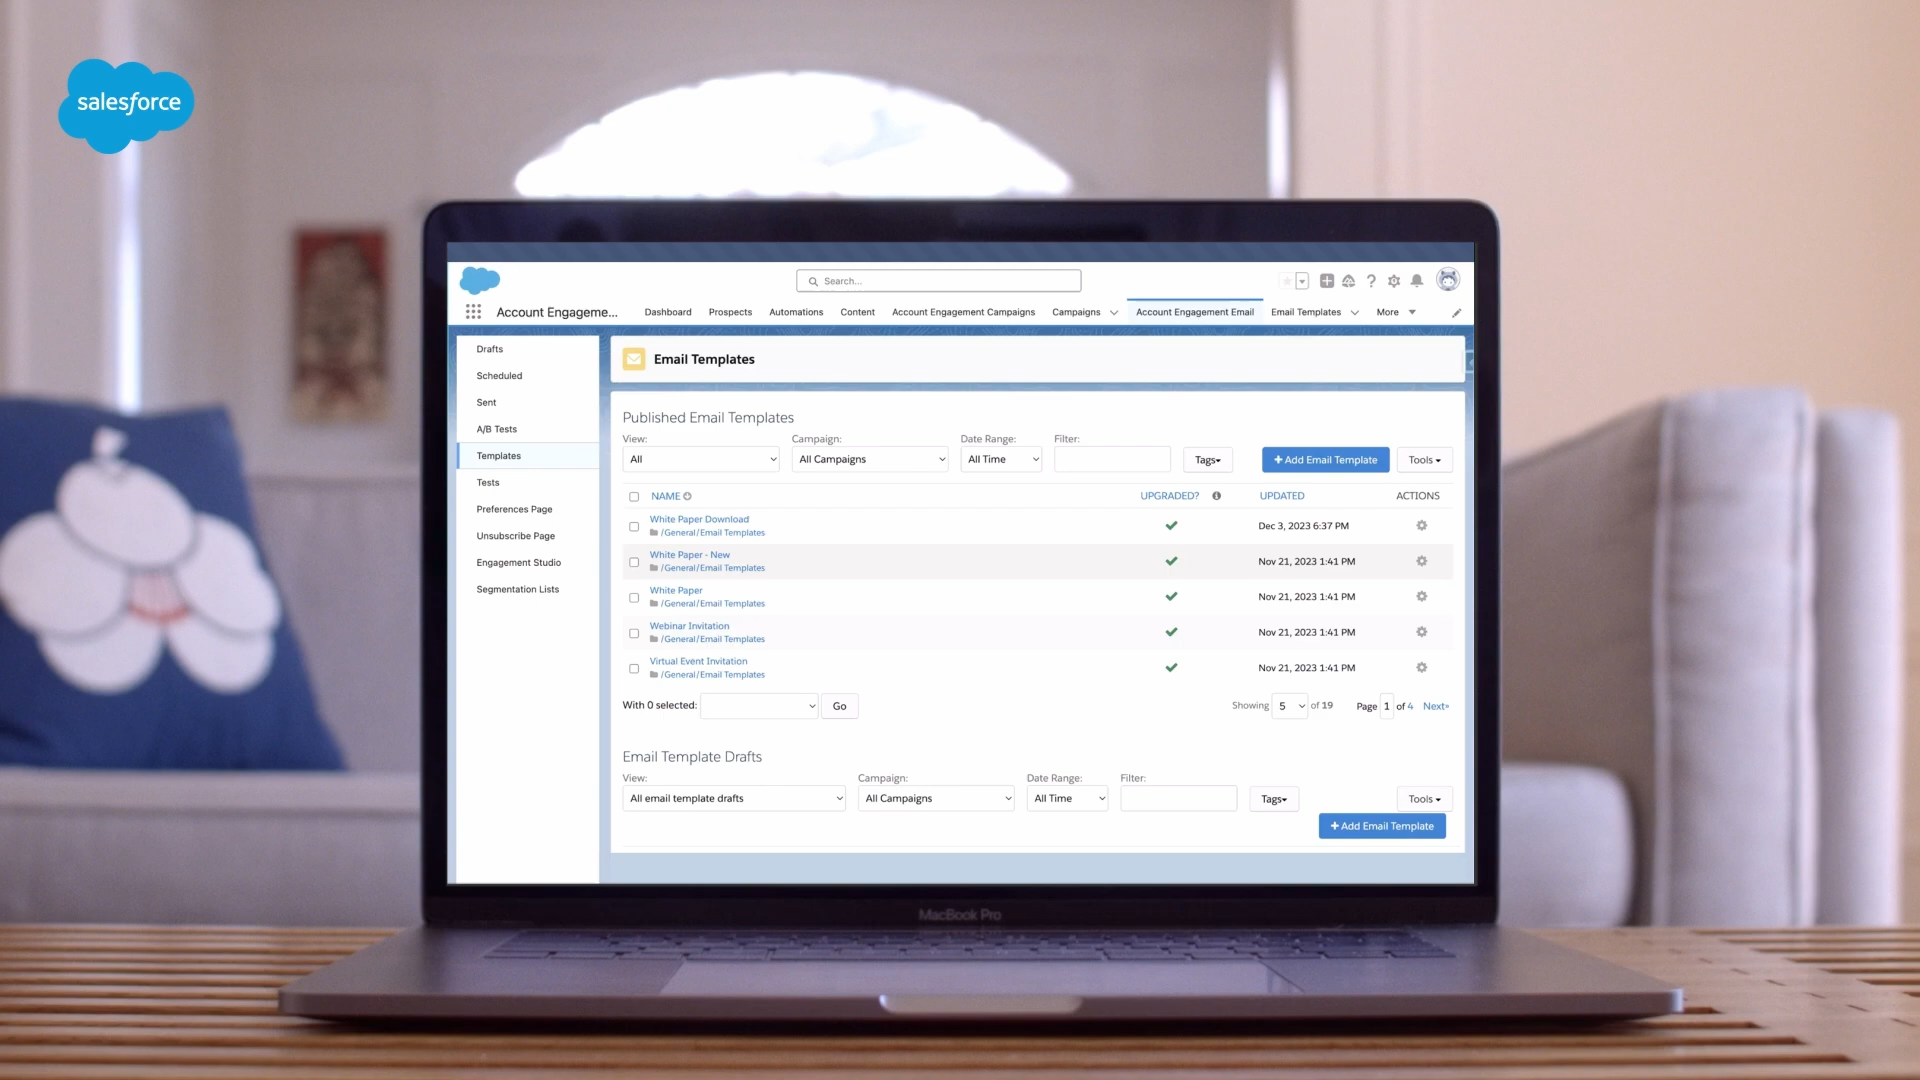 salesforce
Search...
Account Engageme... Dashboard Prospects Automations Content Account Engagement Campaigns Campaigns Account Engagement Email Email Templates More
Drafts
Scheduled
Sent
A/B Tests
Templates
Tests
Preferences Page
Unsubscribe Page
Engagement Studio
Segmentation Lists
Email Templates
Published Email Templates
View: Campaign: Date Range: Filter:
All All Campaigns All Time Tags Add Email Template Tools
NAME UPGRADED? UPDATED ACTIONS
White Paper Download
/General/Email Templates
Dec 3, 2023 6:37 PM
White Paper - New
/General/Email Templates
Nov 21, 2023 1:41 PM
White Paper
/General/Email Templates
Nov 21, 2023 1:41 PM
Webinar Invitation
/General/Email Templates
Nov 21, 2023 1:41 PM
Virtual Event Invitation
/General/Email Templates
Nov 21, 2023 1:41 PM
With 0 selected: Go Showing 5 of 19 Page 1 of 4 Next»
Email Template Drafts
View: Campaign: Date Range: Filter:
All email template drafts All Campaigns All Time Tags Tools
Add Email Template
MacBook Pro